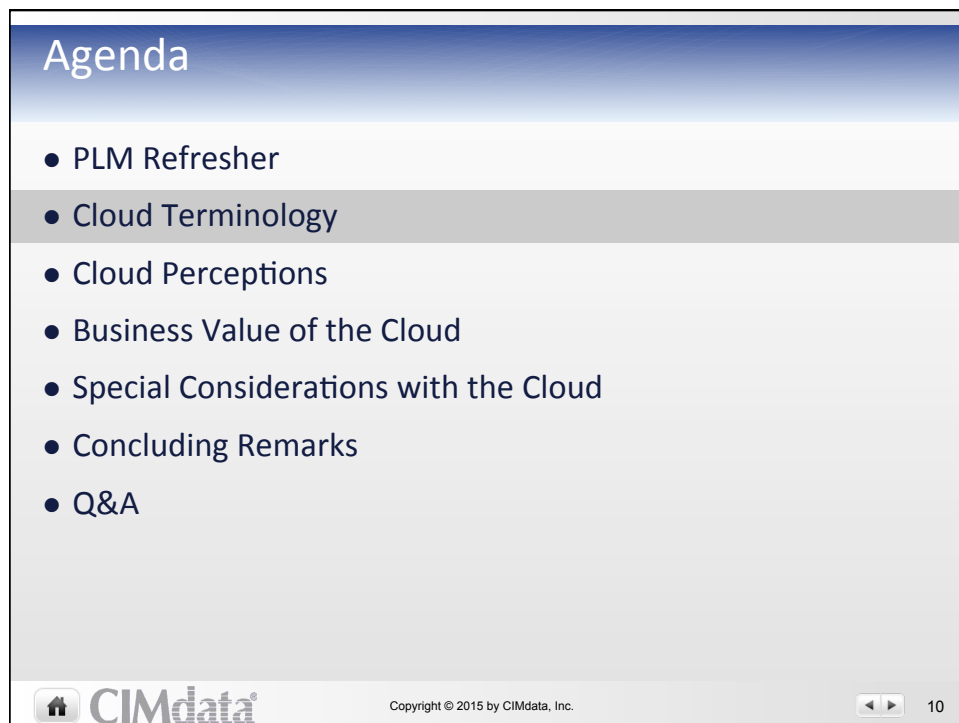 Agenda
● PLM Refresher
● Cloud Terminology
● Cloud Perceptions
● Business Value of the Cloud
● Special Considerations with the Cloud
● Concluding Remarks
● Q&A
CIMdata® Copyright © 2015 by CIMdata, Inc. 10